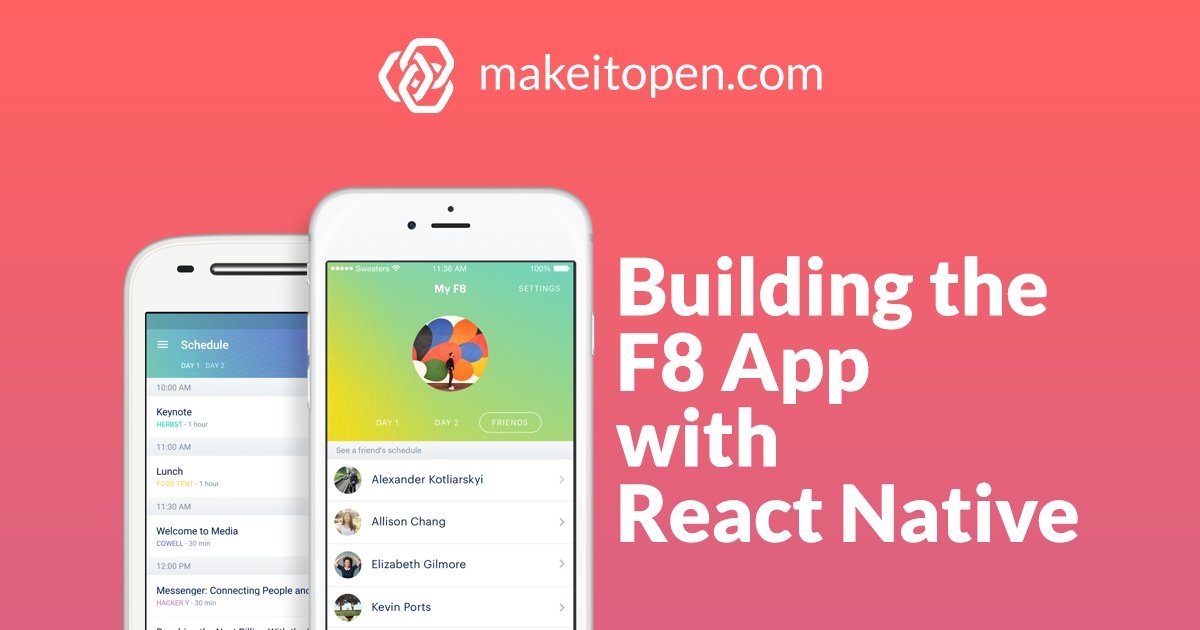 makeitopen.com
Building the
F8 App
with
React Native
Schedule
DAY 1 DAY 2
10:00 AM
Keynote
HERBST - 1 hour
11:00 AM
Lunch
FOOD TENT - 1 hour
11:30 AM
Welcome to Media
COWELL - 30 min
12:00 PM
Messenger: Connecting People and
HACKER Y - 30 min
Sweaters 11:38 AM 100%
My F8 SETTINGS
DAY 1 DAY 2 FRIENDS
See a friend's schedule
Alexander Kotliarskyi
Allison Chang
Elizabeth Gilmore
Kevin Ports